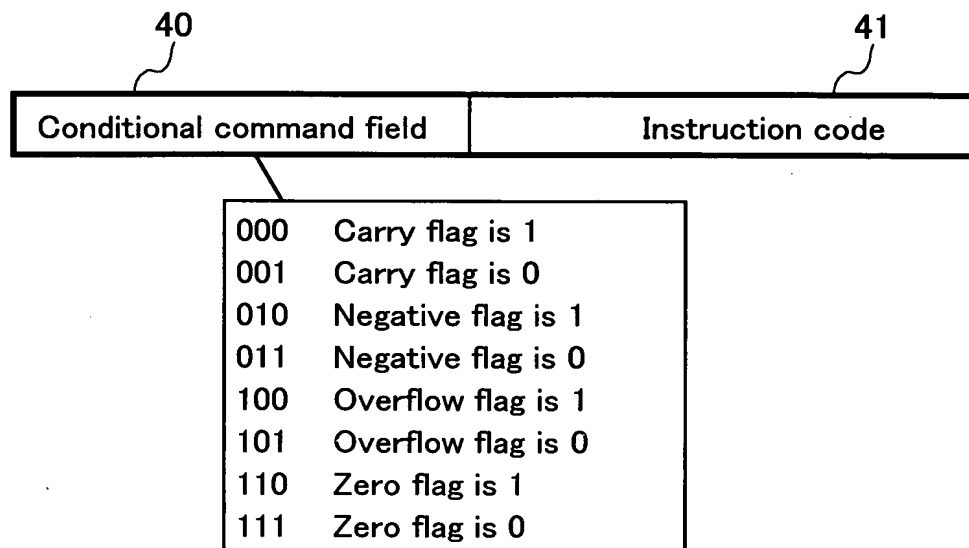 40 41
Conditional command field Instruction code
000 Carry flag is 1
001 Carry flag is 0
010 Negative flag is 1
011 Negative flag is 0
100 Overflow flag is 1
101 Overflow flag is 0
110 Zero flag is 1
111 Zero flag is 0